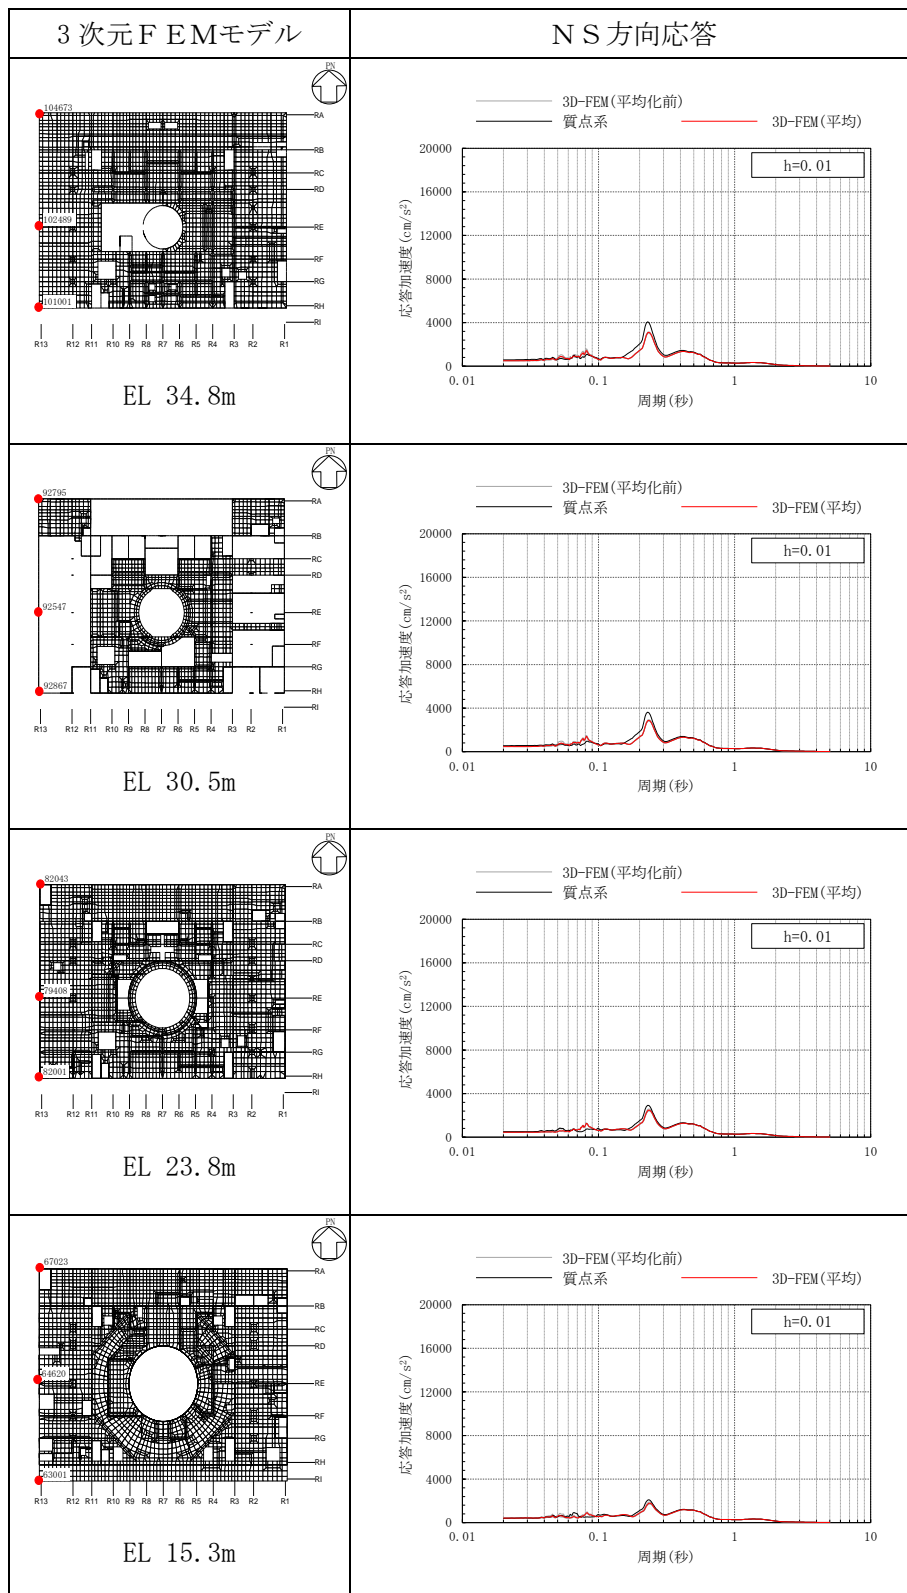 3次元FEMモデル
NS方向応答
PN
104673
102489
101001
RA
RB
RC
RD
RE
RF
RG
RH
RI
R13 R12 R11 R10 R9 R8 R7 R6 R5 R4 R3 R2 R1
EL 34.8m
3D-FEM(平均化前)
質点系
3D-FEM(平均)
h=0.01
応答加速度(cm/s²)
20000
16000
12000
8000
4000
0
0.01 0.1 1 10
周期(秒)
PN
92795
92547
92867
RA
RB
RC
RD
RE
RF
RG
RH
RI
R13 R12 R11 R10 R9 R8 R7 R6 R5 R4 R3 R2 R1
EL 30.5m
3D-FEM(平均化前)
質点系
3D-FEM(平均)
h=0.01
応答加速度(cm/s²)
20000
16000
12000
8000
4000
0
0.01 0.1 1 10
周期(秒)
PN
82043
79408
82001
RA
RB
RC
RD
RE
RF
RG
RH
RI
R13 R12 R11 R10 R9 R8 R7 R6 R5 R4 R3 R2 R1
EL 23.8m
3D-FEM(平均化前)
質点系
3D-FEM(平均)
h=0.01
応答加速度(cm/s²)
20000
16000
12000
8000
4000
0
0.01 0.1 1 10
周期(秒)
PN
67023
64620
63001
RA
RB
RC
RD
RE
RF
RG
RH
RI
R13 R12 R11 R10 R9 R8 R7 R6 R5 R4 R3 R2 R1
EL 15.3m
3D-FEM(平均化前)
質点系
3D-FEM(平均)
h=0.01
応答加速度(cm/s²)
20000
16000
12000
8000
4000
0
0.01 0.1 1 10
周期(秒)